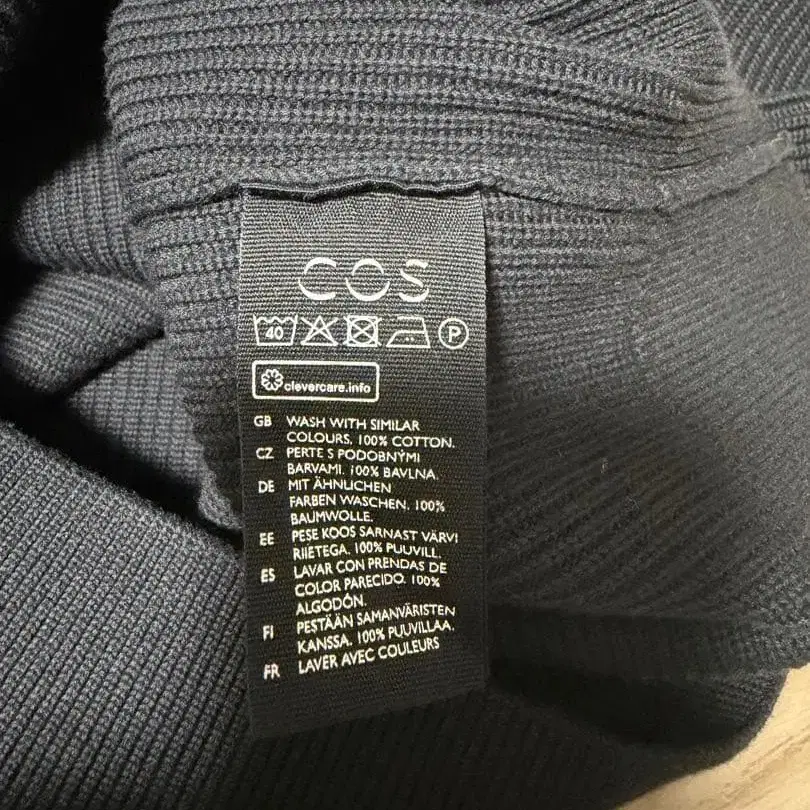 COS
40 P
clevercare.info
GB WASH WITH SIMILAR
COLOURS. 100% COTTON.
CZ PERTE S PODOBNÝMI
BARVAMI. 100% BAVLNA.
DE MIT ÄHNLICHEN
FARBEN WASCHEN. 100%
BAUMWOLLE.
EE PESE KOOS SARNAST VÄRVI
RIIETEGA. 100% PUUVILL.
ES LAVAR CON PRENDAS DE
COLOR PARECIDO. 100%
ALGODÓN.
FI PESTÄÄN SAMANVÄRISTEN
KANSSA. 100% PUUVILLAA.
FR LAVER AVEC COULEURS